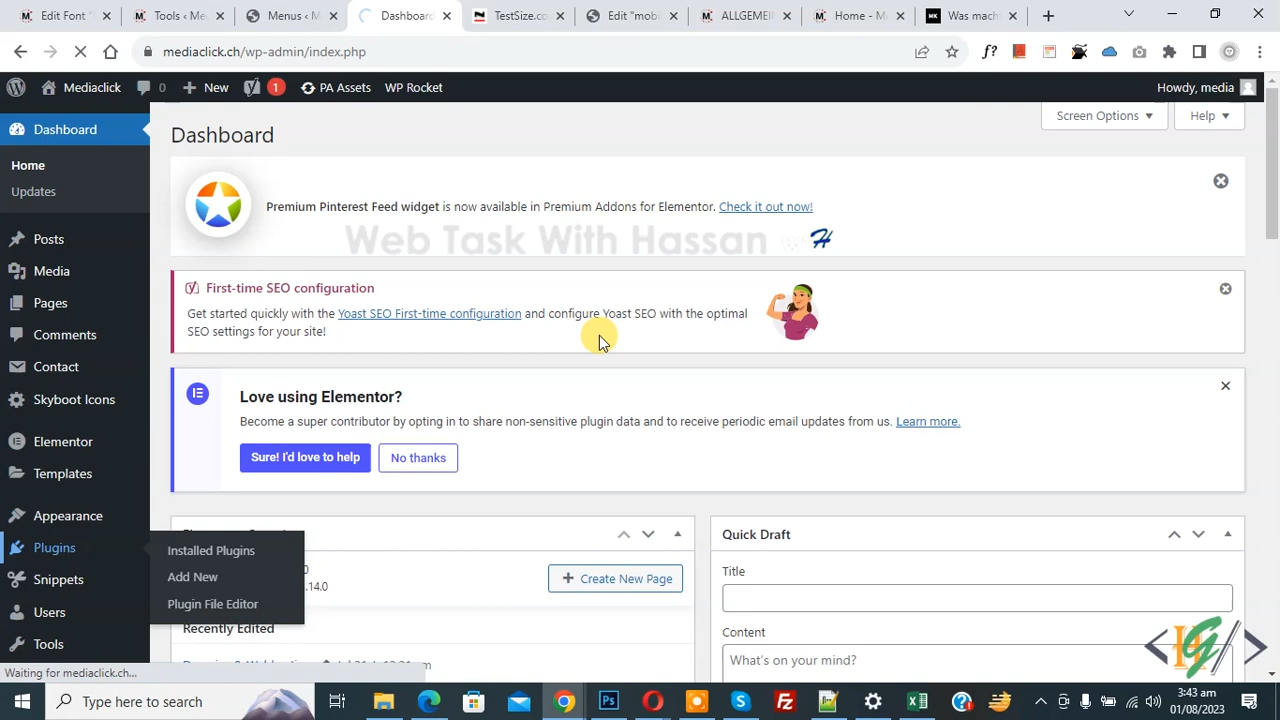 Edit Font "
Tools ‹ Me
Menus ‹ M
Dashboard
TestSize.co
Edit "mob
ALLGEMEIN
Home - Me
MK
Was mach
mediaclick.ch/wp-admin/index.php
f?
Mediaclick
0
New
1
PA Assets
WP Rocket
Howdy, media
Dashboard
Home
Updates
Posts
Media
Pages
Comments
Contact
Skyboot Icons
Elementor
Templates
Appearance
Plugins
Snippets
Users
Tools
Installed Plugins
Add New
Plugin File Editor
Dashboard
Screen Options
Help
Premium Pinterest Feed widget is now available in Premium Addons for Elementor. Check it out now!
Web Task With Hassan
First-time SEO configuration
Get started quickly with the Yoast SEO First-time configuration and configure Yoast SEO with the optimal
SEO settings for your site!
Love using Elementor?
Become a super contributor by opting in to share non-sensitive plugin data and to receive periodic email updates from us. Learn more.
Sure! I'd love to help
No thanks
0
.14.0
Create New Page
Recently Edited
Quick Draft
Title
Content
What's on your mind?
Waiting for mediaclick.ch...
Type here to search
3:43 am
01/08/2023